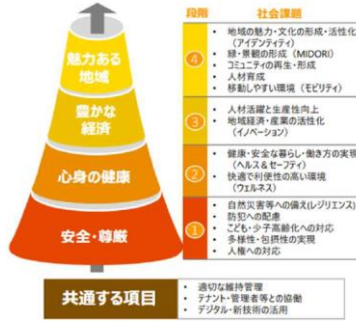 段階
社会課題
魅力ある
地域
④
・ 地域の魅力・文化の形成・活性化
（アイデンティティ）
・ 緑・景観の形成（MIDORI）
・ コミュニティの再生・形成
・ 人材育成
・ 移動しやすい環境（モビリティ）
豊かな
経済
③
・ 人材活躍と生産性向上
・ 地域経済・産業の活性化
（イノベーション）
心身の健康
②
・ 健康・安全な暮らし・働き方の実現
（ヘルス＆セーフティ）
・ 快適で利便性の高い環境
（ウェルネス）
安全・尊厳
①
・ 自然災害等への備え(レジリエンス)
・ 防犯への配慮
・ こども・少子高齢化への対応
・ 多様性・包摂性の実現
・ 人権への対応
共通する項目
・ 適切な維持管理
・ テナント・管理者等との協働
・ デジタル・新技術の活用